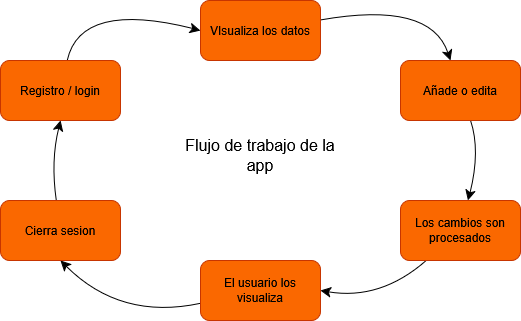 VIsualiza los datos
Registro / login
Añade o edita
Flujo de trabajo de la
app
Cierra sesion
Los cambios son
procesados
El usuario los
visualiza